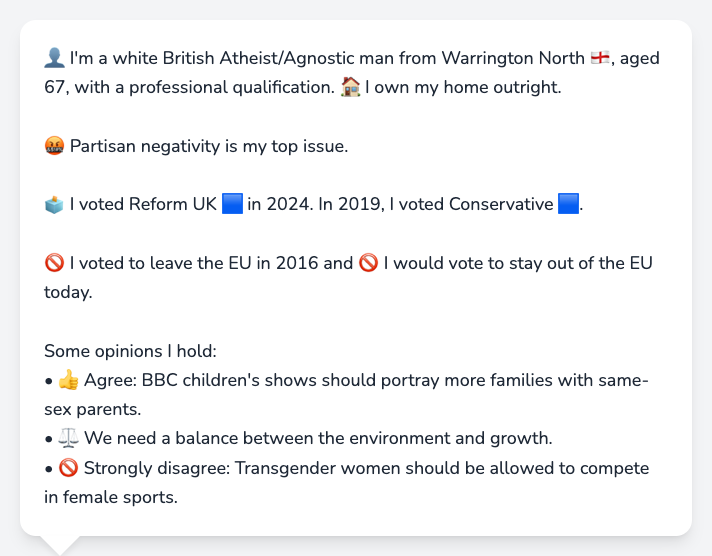 👤 I'm a white British Atheist/Agnostic man from Warrington North 🏴󠁧󠁢󠁥󠁮󠁧󠁿, aged
67, with a professional qualification. 🏠 I own my home outright.
🤬 Partisan negativity is my top issue.
🗳️ I voted Reform UK 🟦 in 2024. In 2019, I voted Conservative 🟦.
🚫 I voted to leave the EU in 2016 and 🚫 I would vote to stay out of the EU
today.
Some opinions I hold:
• 👍 Agree: BBC children's shows should portray more families with same-
sex parents.
• ⚖️ We need a balance between the environment and growth.
• 🚫 Strongly disagree: Transgender women should be allowed to compete
in female sports.